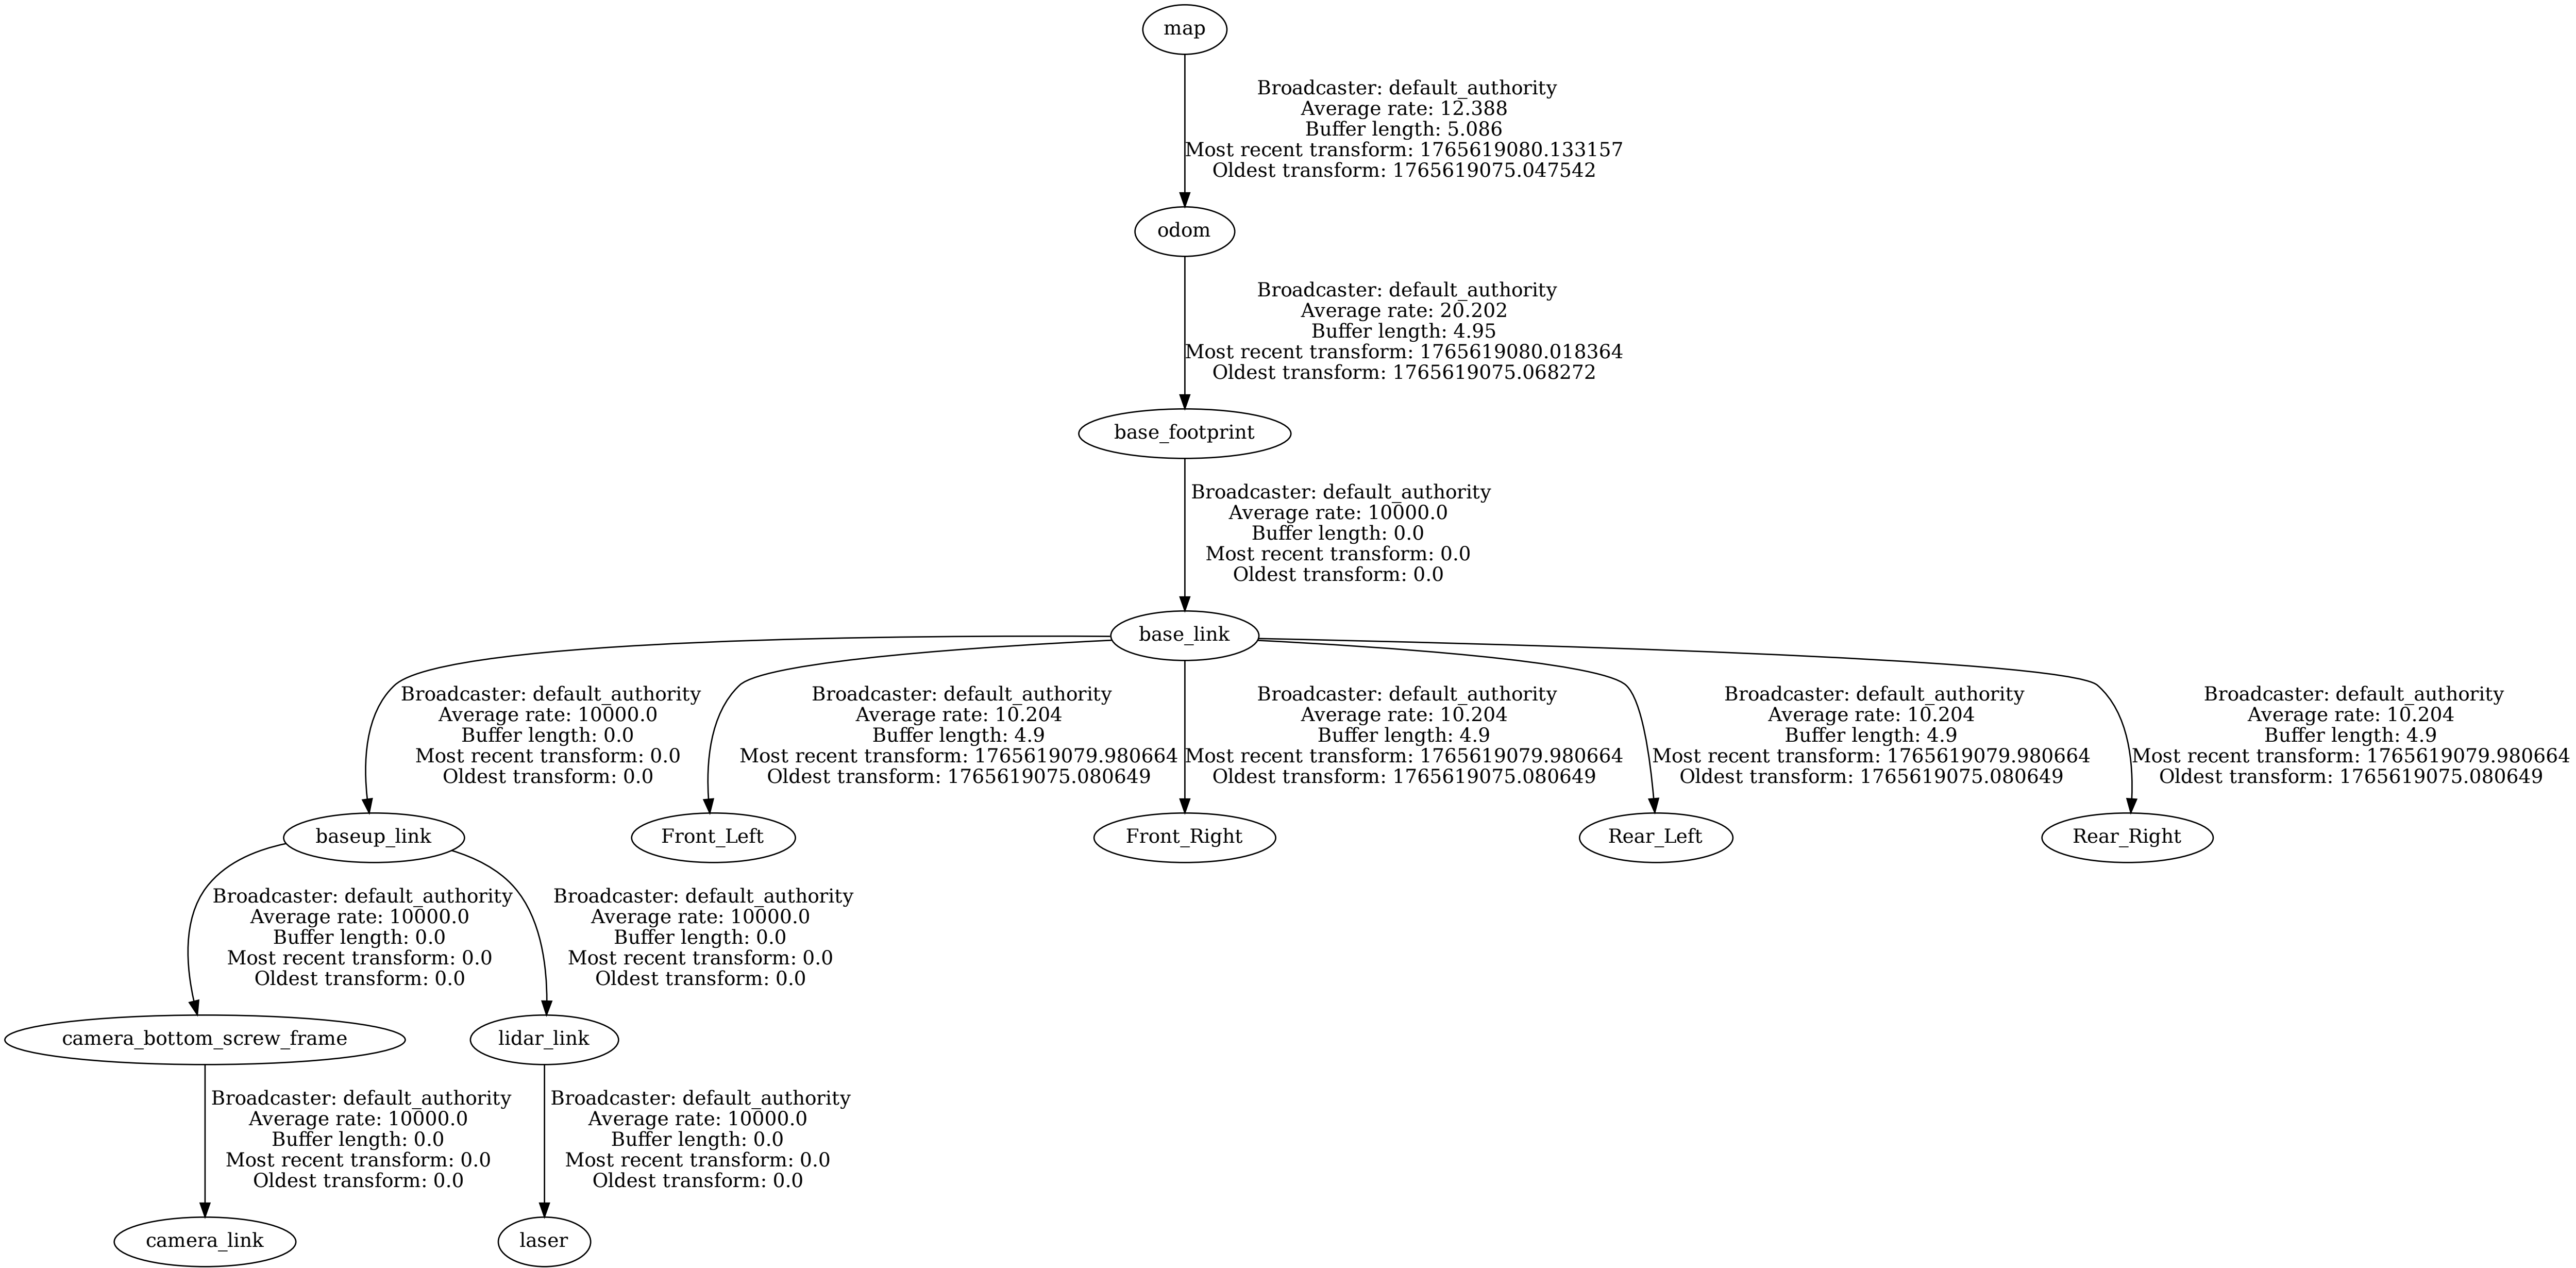 map
Broadcaster: default_authority
Average rate: 12.388
Buffer length: 5.086
Most recent transform: 1765619080.133157
Oldest transform: 1765619075.047542
odom
Broadcaster: default_authority
Average rate: 20.202
Buffer length: 4.95
Most recent transform: 1765619080.018364
Oldest transform: 1765619075.068272
base_footprint
Broadcaster: default_authority
Average rate: 10000.0
Buffer length: 0.0
Most recent transform: 0.0
Oldest transform: 0.0
base_link
Broadcaster: default_authority
Average rate: 10000.0
Buffer length: 0.0
Most recent transform: 0.0
Oldest transform: 0.0
Broadcaster: default_authority
Average rate: 10.204
Buffer length: 4.9
Most recent transform: 1765619079.980664
Oldest transform: 1765619075.080649
Broadcaster: default_authority
Average rate: 10.204
Buffer length: 4.9
Most recent transform: 1765619079.980664
Oldest transform: 1765619075.080649
Broadcaster: default_authority
Average rate: 10.204
Buffer length: 4.9
Most recent transform: 1765619079.980664
Oldest transform: 1765619075.080649
Broadcaster: default_authority
Average rate: 10.204
Buffer length: 4.9
Most recent transform: 1765619079.980664
Oldest transform: 1765619075.080649
baseup_link
Front_Left
Front_Right
Rear_Left
Rear_Right
Broadcaster: default_authority
Average rate: 10000.0
Buffer length: 0.0
Most recent transform: 0.0
Oldest transform: 0.0
Broadcaster: default_authority
Average rate: 10000.0
Buffer length: 0.0
Most recent transform: 0.0
Oldest transform: 0.0
camera_bottom_screw_frame
lidar_link
Broadcaster: default_authority
Average rate: 10000.0
Buffer length: 0.0
Most recent transform: 0.0
Oldest transform: 0.0
Broadcaster: default_authority
Average rate: 10000.0
Buffer length: 0.0
Most recent transform: 0.0
Oldest transform: 0.0
camera_link
laser